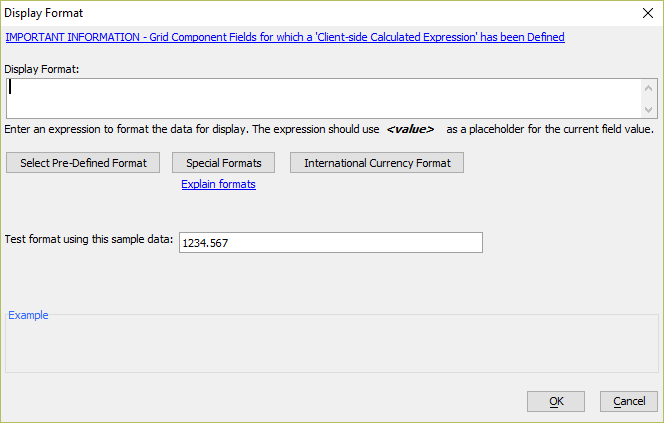 Display Format
IMPORTANT INFORMATION - Grid Component Fields for which a 'Client-side Calculated Expression' has been Defined
Display Format:
Enter an expression to format the data for display. The expression should use <value> as a placeholder for the current field value.
Select Pre-Defined Format Special Formats International Currency Format
Explain formats
Test format using this sample data: 1234.567
Example
OK Cancel